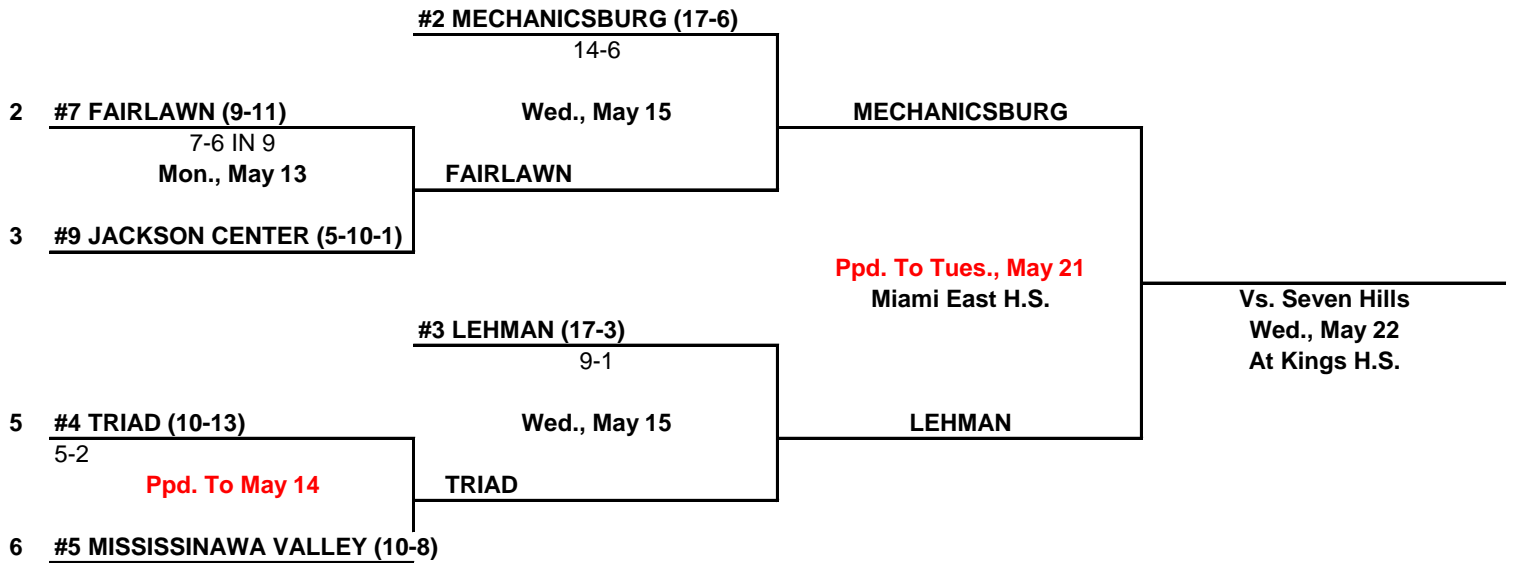 #2 MECHANICSBURG (17-6)
14-6
2 #7 FAIRLAWN (9-11) Wed., May 15 MECHANICSBURG
7-6 IN 9
Mon., May 13 FAIRLAWN
3 #9 JACKSON CENTER (5-10-1)
Ppd. To Tues., May 21
Miami East H.S. Vs. Seven Hills
#3 LEHMAN (17-3) Wed., May 22
9-1 At Kings H.S.
5 #4 TRIAD (10-13) Wed., May 15 LEHMAN
5-2
Ppd. To May 14 TRIAD
6 #5 MISSISSINAWA VALLEY (10-8)